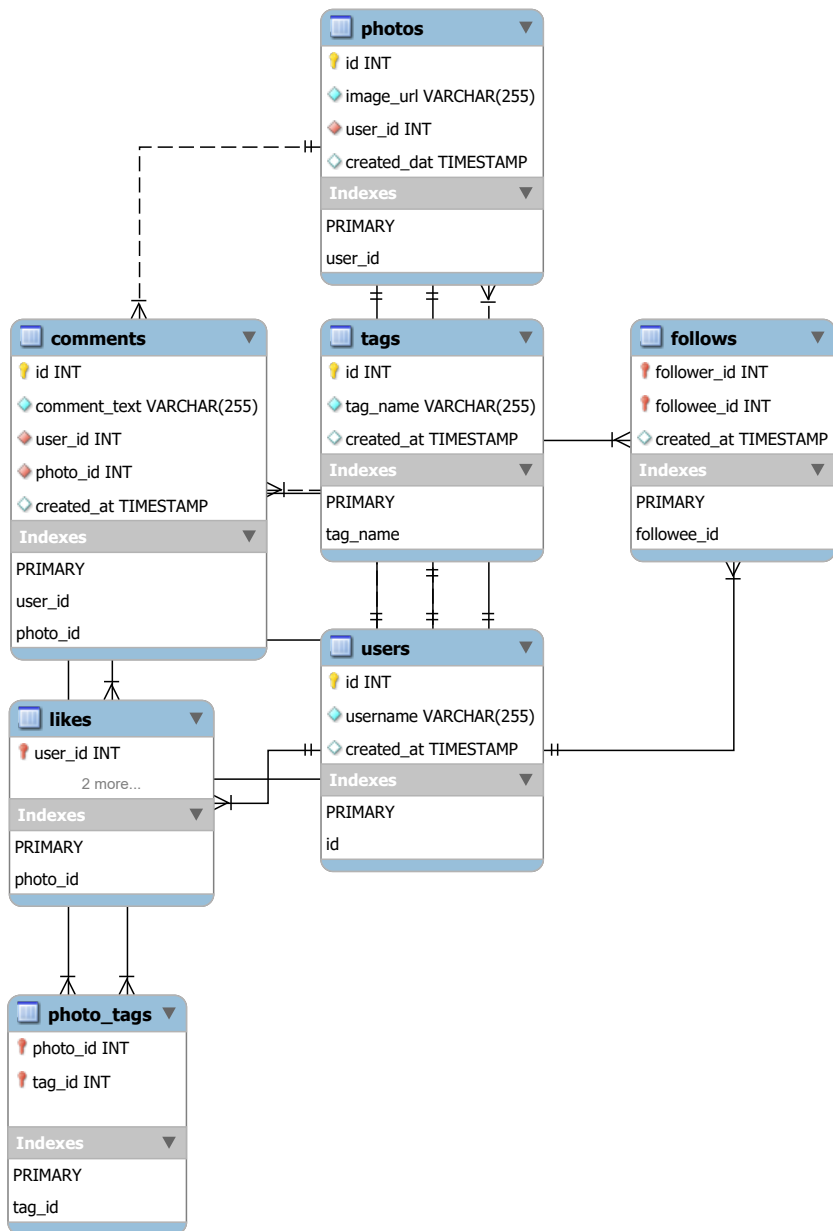 photos
id INT
image_url VARCHAR(255)
user_id INT
created_dat TIMESTAMP
Indexes
PRIMARY
user_id
comments
id INT
comment_text VARCHAR(255)
user_id INT
photo_id INT
created_at TIMESTAMP
Indexes
PRIMARY
user_id
photo_id
tags
id INT
tag_name VARCHAR(255)
created_at TIMESTAMP
Indexes
PRIMARY
tag_name
follows
follower_id INT
followee_id INT
created_at TIMESTAMP
Indexes
PRIMARY
followee_id
users
id INT
username VARCHAR(255)
created_at TIMESTAMP
Indexes
PRIMARY
id
likes
user_id INT
2 more...
Indexes
PRIMARY
photo_id
photo_tags
photo_id INT
tag_id INT
Indexes
PRIMARY
tag_id